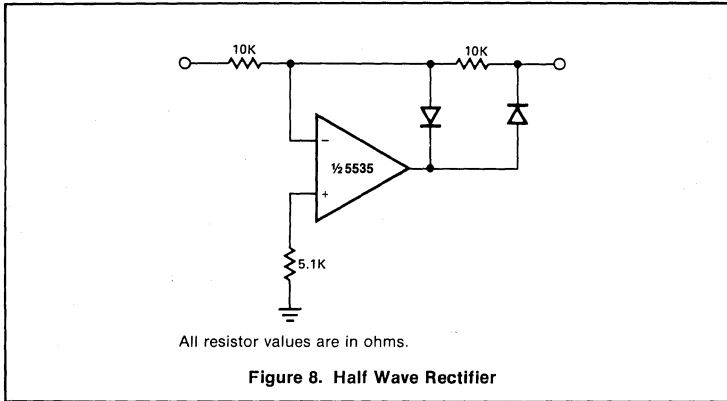 10K
10K
−
½ 5535
+
5.1K
All resistor values are in ohms.
Figure 8. Half Wave Rectifier